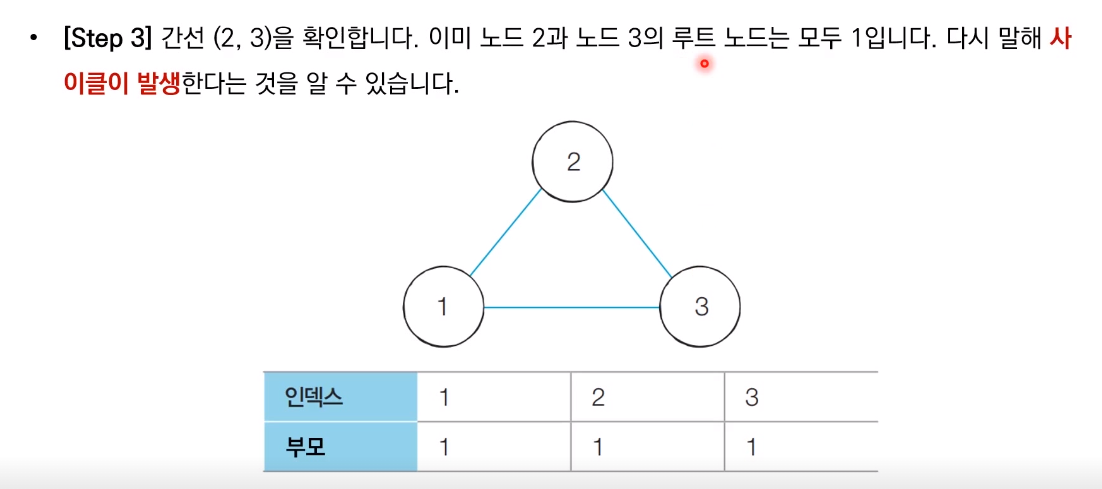 • [Step 3] 간선 (2, 3)을 확인합니다. 이미 노드 2과 노드 3의 루트 노드는 모두 1입니다. 다시 말해 사
이클이 발생한다는 것을 알 수 있습니다.
2
1
3
인덱스 1 2 3
부모 1 1 1